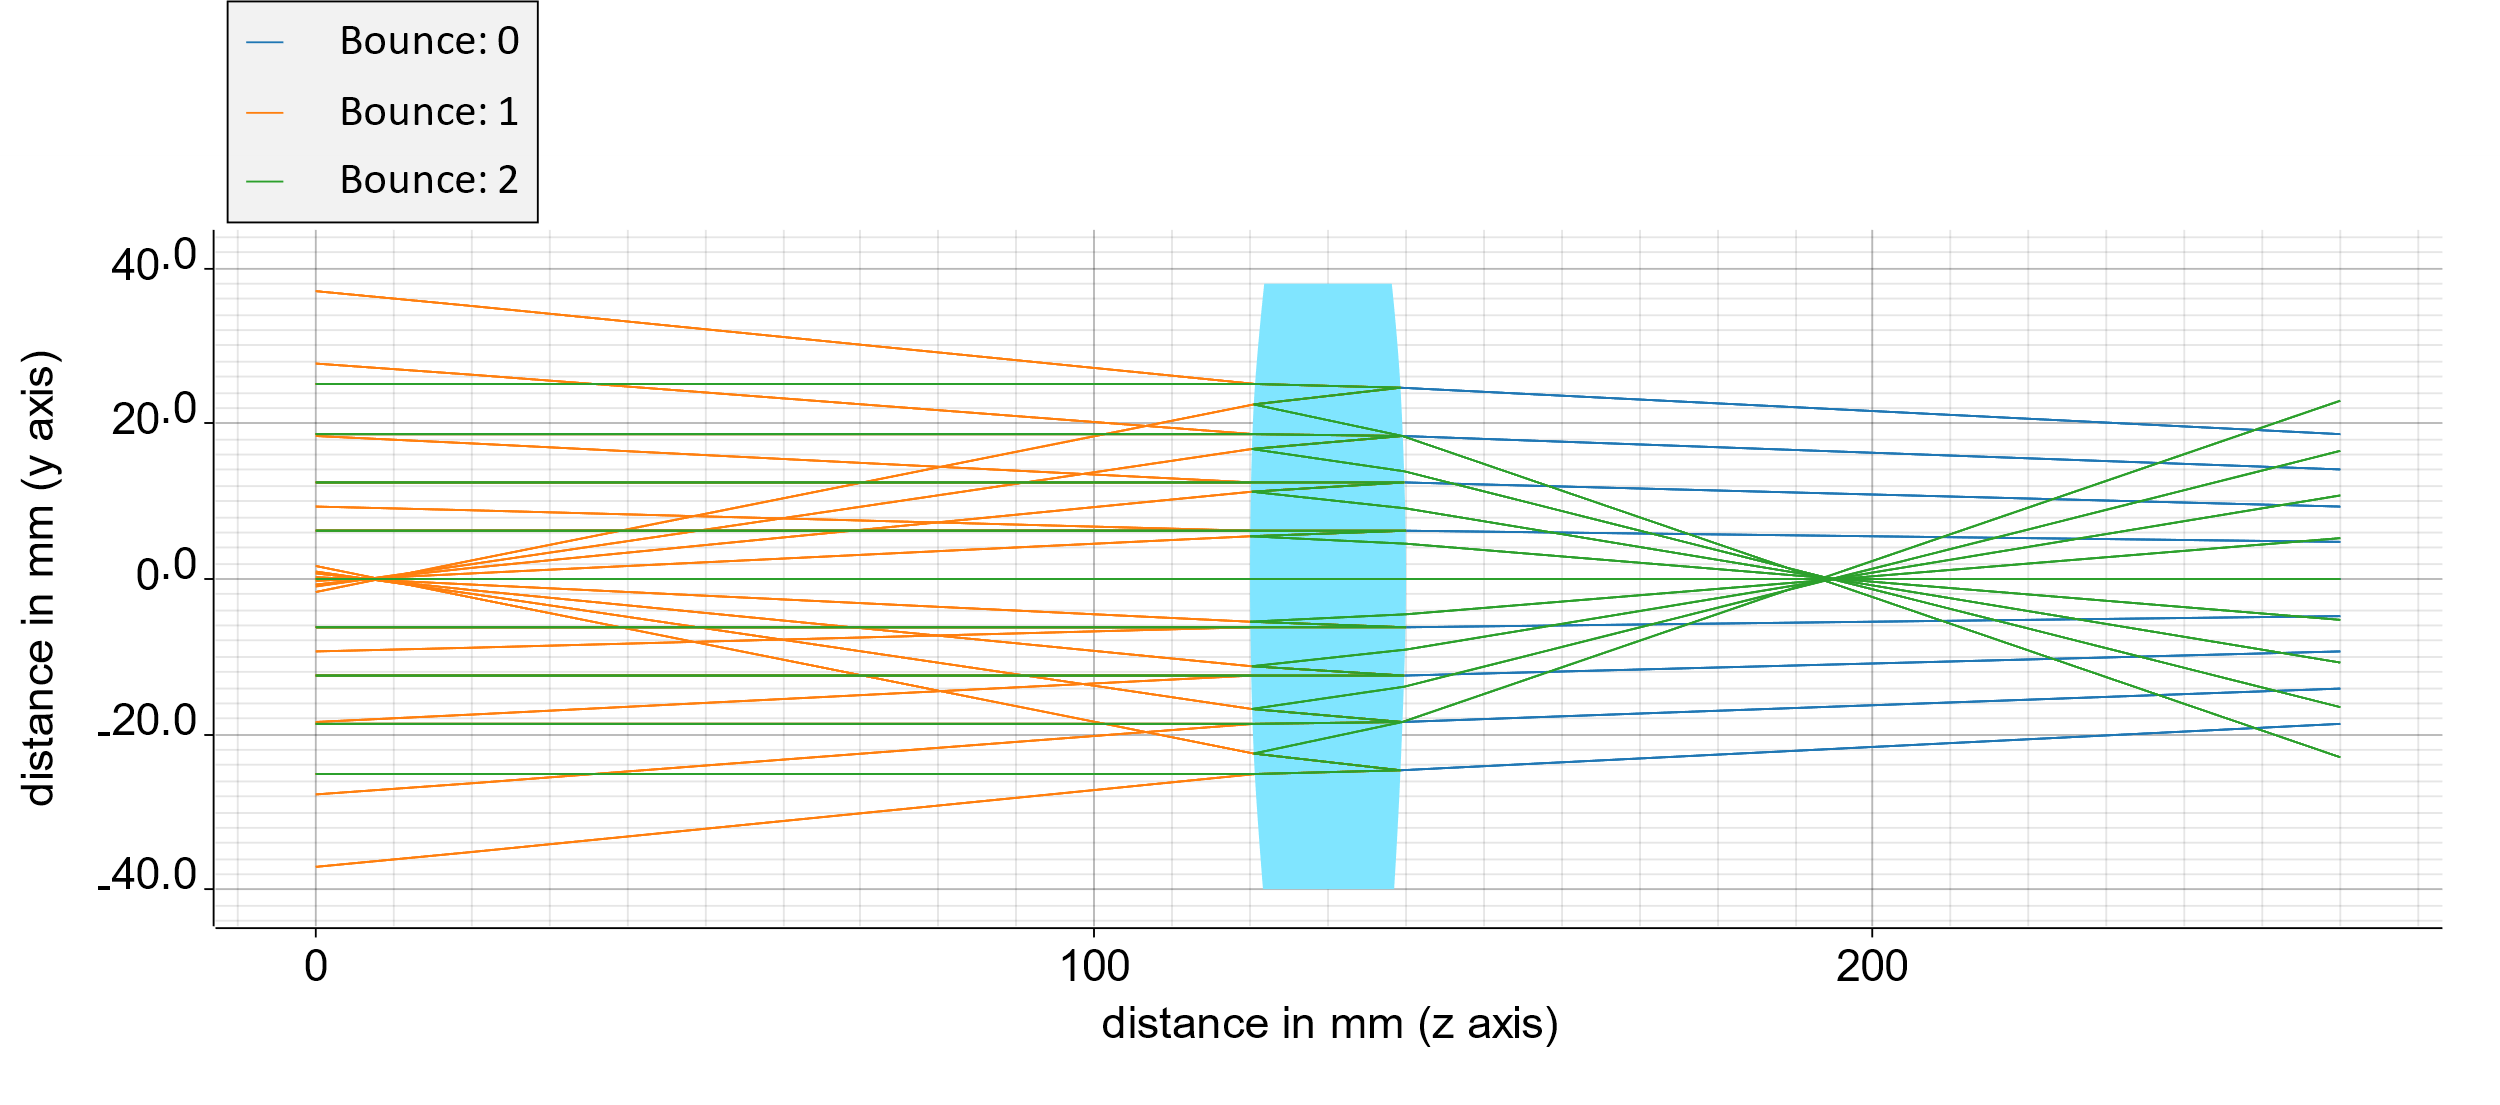 Bounce: 0
Bounce: 1
Bounce: 2
40.0
20.0
0.0
-20.0
-40.0
distance in mm (y axis)
0 100 200
distance in mm (z axis)